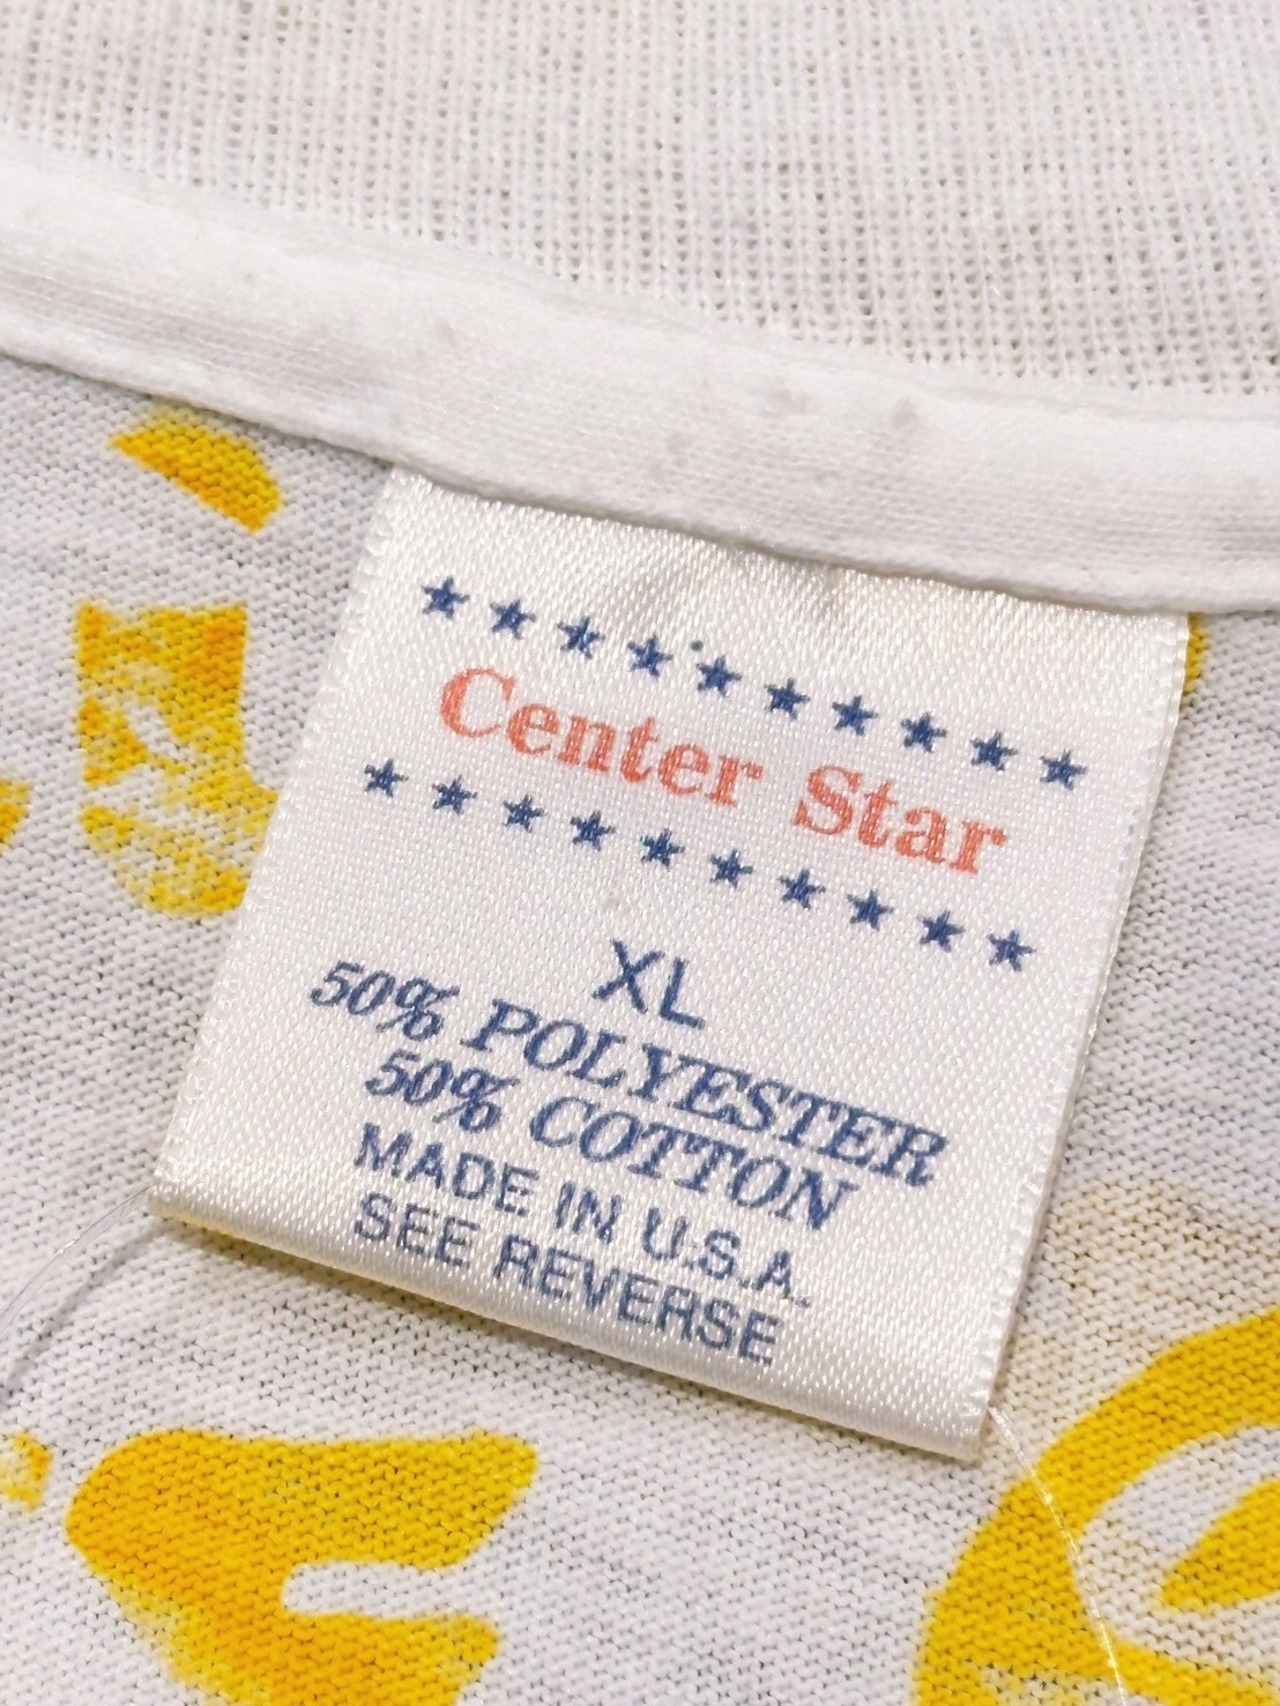 ★★★★★★★★★★
Center Star
★★★★★★★★★★
XL
50% POLYESTER
50% COTTON
MADE IN U.S.A.
SEE REVERSE